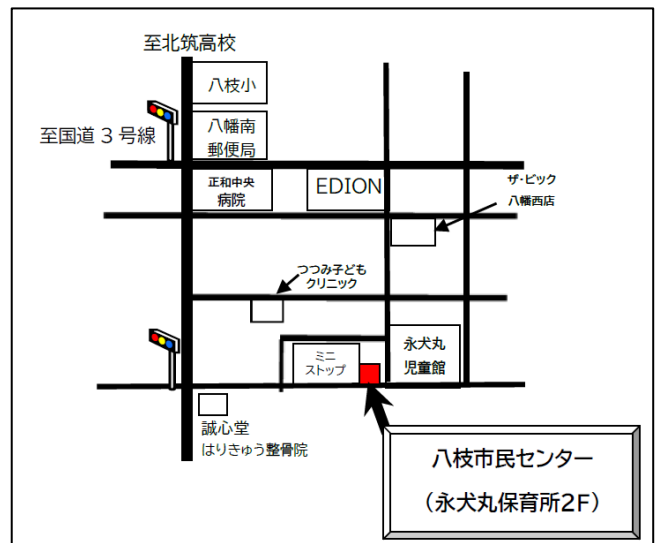 至北筑高校
八枝小
至国道3号線
八幡南
郵便局
正和中央
病院
EDION
ザ・ビック
八幡西店
つつみ子ども
クリニック
ミニ
ストップ
永犬丸
児童館
誠心堂
はりきゅう整骨院
八枝市民センター
（永犬丸保育所2F）